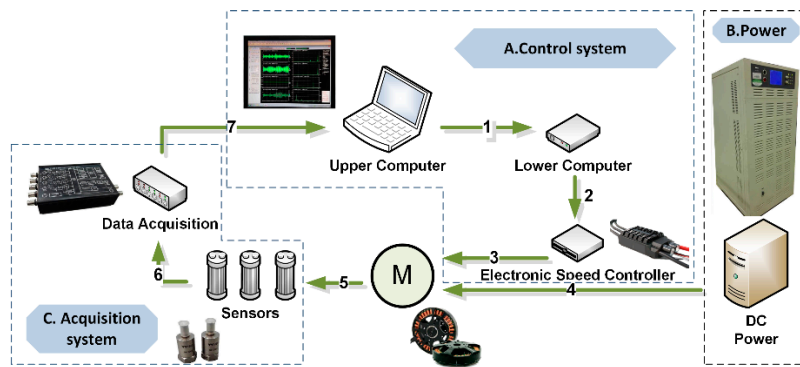 A.Control system
B.Power
7
1
Upper Computer
Lower Computer
2
Data Acquisition
3
Electronic Speed Controller
6
Sensors
5
M
4
C. Acquisition
system
DC
Power